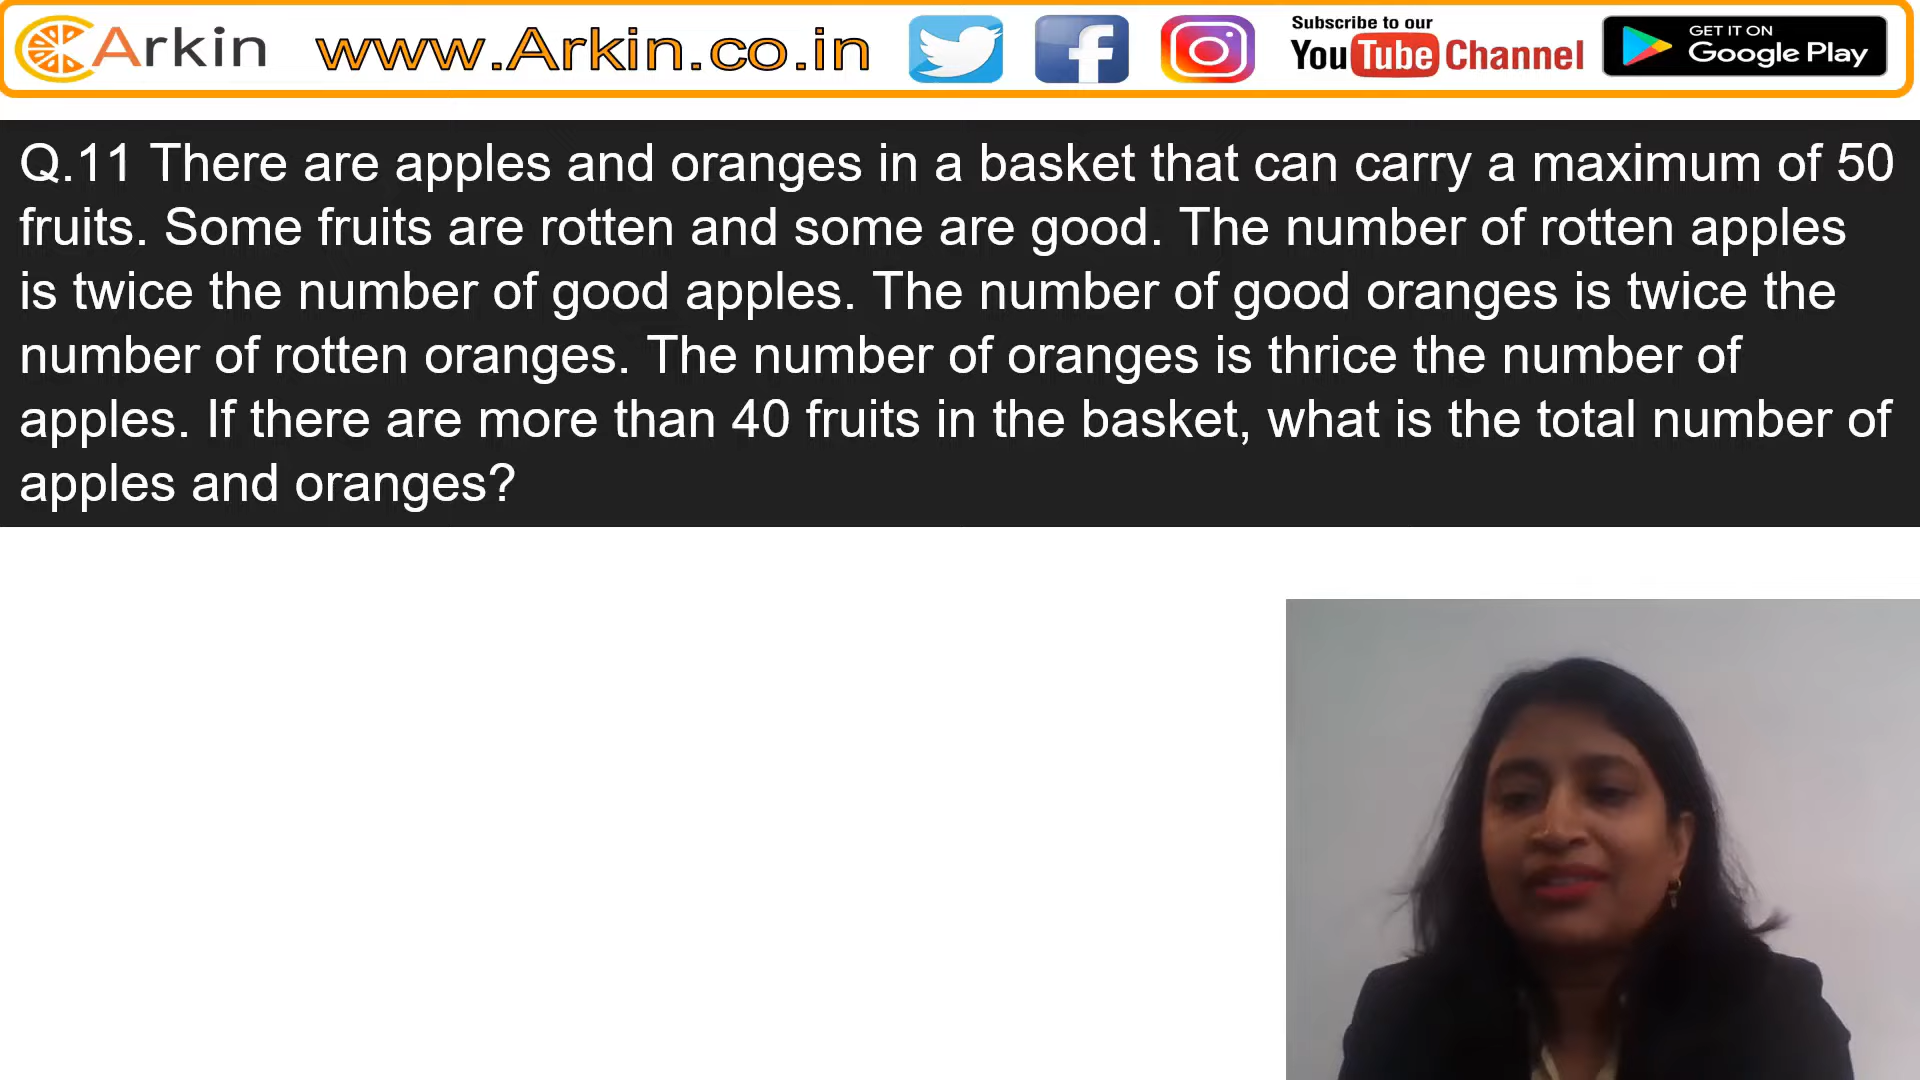 Arkin
www.Arkin.co.in
Subscribe to our
YouTube Channel
GET IT ON
Google Play
Q.11 There are apples and oranges in a basket that can carry a maximum of 50
fruits. Some fruits are rotten and some are good. The number of rotten apples
is twice the number of good apples. The number of good oranges is twice the
number of rotten oranges. The number of oranges is thrice the number of
apples. If there are more than 40 fruits in the basket, what is the total number of
apples and oranges?